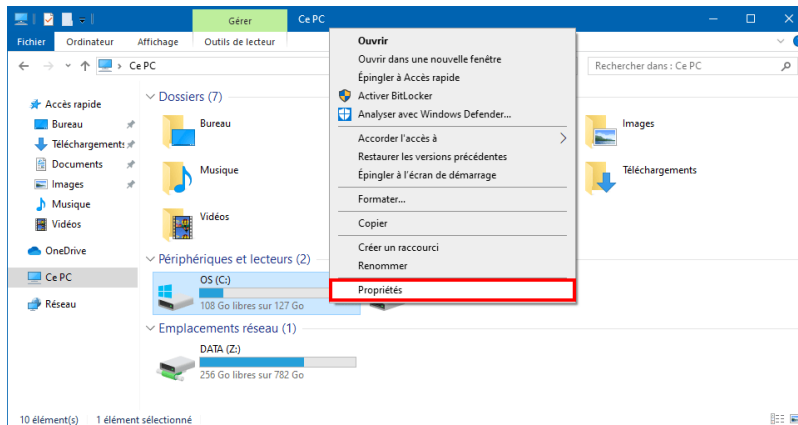 Gérer
Ce PC
Fichier
Ordinateur
Affichage
Outils de lecteur
Ce PC
Rechercher dans : Ce PC
Accès rapide
Bureau
Téléchargements
Documents
Images
Musique
Vidéos
OneDrive
Ce PC
Réseau
Dossiers (7)
Bureau
Musique
Vidéos
Images
Téléchargements
Périphériques et lecteurs (2)
OS (C:)
108 Go libres sur 127 Go
Emplacements réseau (1)
DATA (Z:)
256 Go libres sur 782 Go
Ouvrir
Ouvrir dans une nouvelle fenêtre
Épingler à Accès rapide
Activer BitLocker
Analyser avec Windows Defender...
Accorder l'accès à
Restaurer les versions précédentes
Épingler à l'écran de démarrage
Formater...
Copier
Créer un raccourci
Renommer
Propriétés
10 élément(s)
1 élément sélectionné